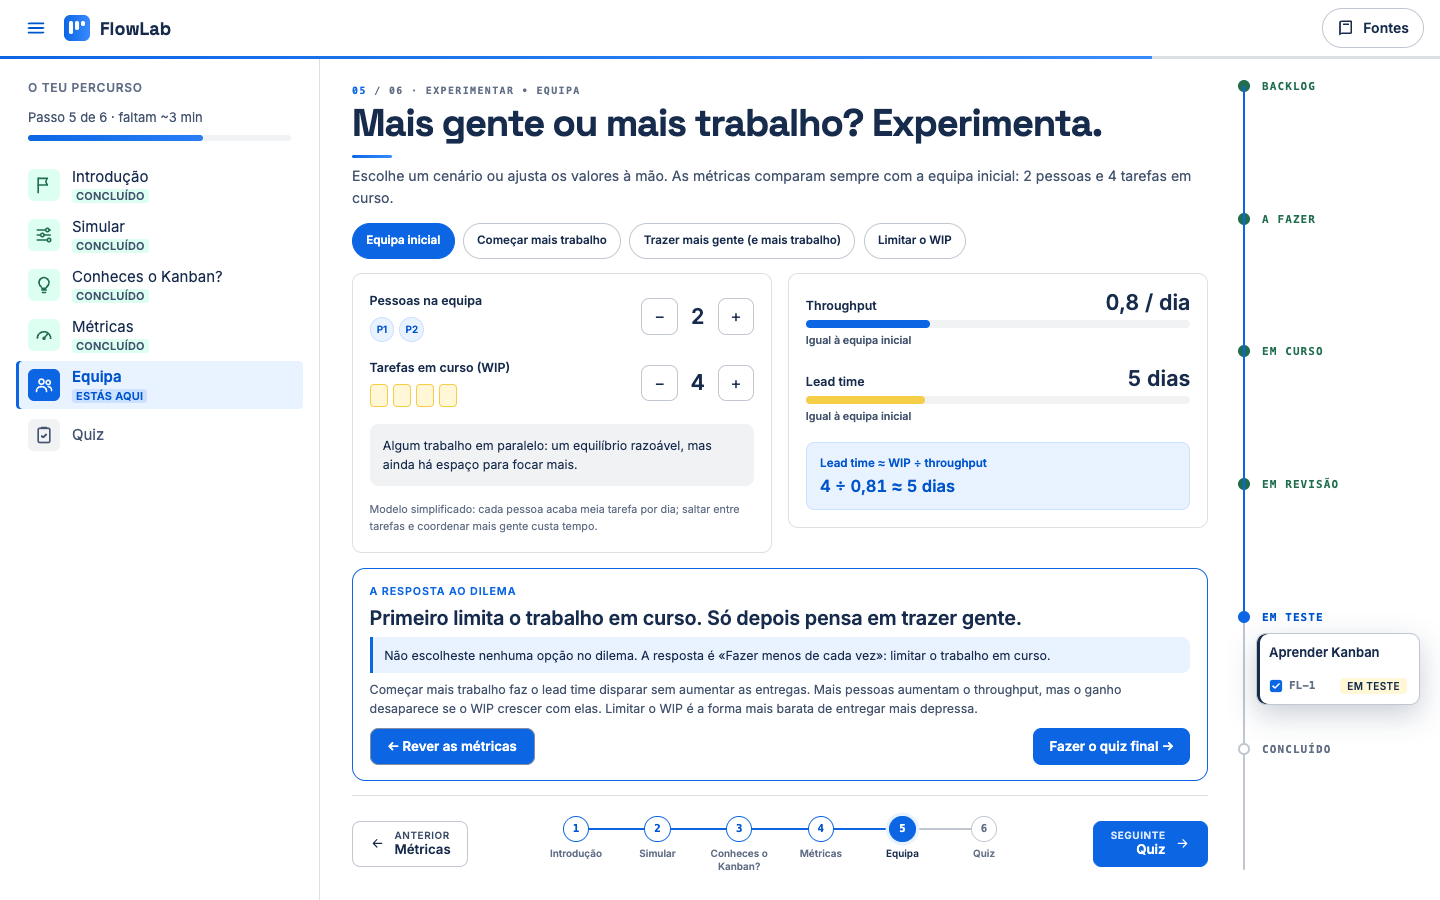 FlowLab
Fontes
O TEU PERCURSO
Passo 5 de 6 · faltam ~3 min
Introdução
CONCLUÍDO
Simular
CONCLUÍDO
Conheces o Kanban?
CONCLUÍDO
Métricas
CONCLUÍDO
Equipa
ESTÁS AQUI
Quiz
05 / 06 · EXPERIMENTAR • EQUIPA
Mais gente ou mais trabalho? Experimenta.
Escolhe um cenário ou ajusta os valores à mão. As métricas comparam sempre com a equipa inicial: 2 pessoas e 4 tarefas em
curso.
Equipa inicial
Começar mais trabalho
Trazer mais gente (e mais trabalho)
Limitar o WIP
Pessoas na equipa
P1 P2
− 2 +
Tarefas em curso (WIP)
− 4 +
Algum trabalho em paralelo: um equilíbrio razoável, mas
ainda há espaço para focar mais.
Modelo simplificado: cada pessoa acaba meia tarefa por dia; saltar entre
tarefas e coordenar mais gente custa tempo.
Throughput 0,8 / dia
Igual à equipa inicial
Lead time 5 dias
Igual à equipa inicial
Lead time ≈ WIP ÷ throughput
4 ÷ 0,81 ≈ 5 dias
A RESPOSTA AO DILEMA
Primeiro limita o trabalho em curso. Só depois pensa em trazer gente.
Não escolheste nenhuma opção no dilema. A resposta é «Fazer menos de cada vez»: limitar o trabalho em curso.
Começar mais trabalho faz o lead time disparar sem aumentar as entregas. Mais pessoas aumentam o throughput, mas o ganho
desaparece se o WIP crescer com elas. Limitar o WIP é a forma mais barata de entregar mais depressa.
← Rever as métricas
Fazer o quiz final →
← ANTERIOR
Métricas
1 2 3 4 5 6
Introdução Simular Conheces o Métricas Equipa Quiz
Kanban?
SEGUINTE →
Quiz
BACKLOG
A FAZER
EM CURSO
EM REVISÃO
EM TESTE
Aprender Kanban
FL-1 EM TESTE
CONCLUÍDO